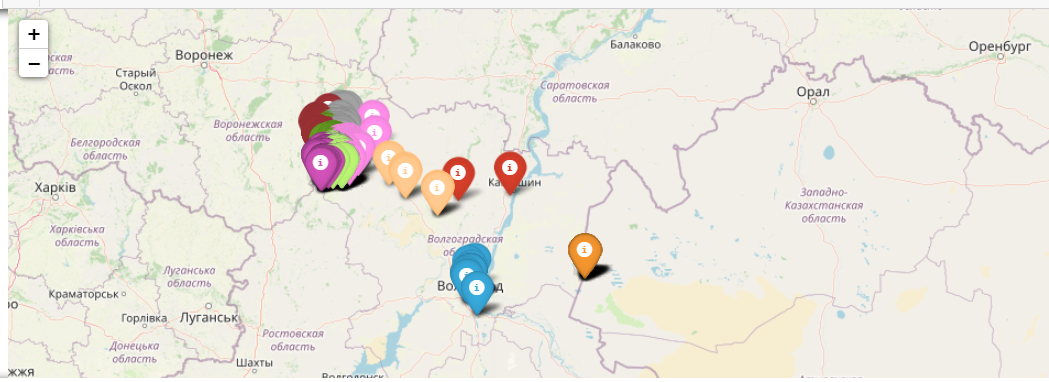 +
−
Воронеж
Старый
Оскол
Балаково
Оренбург
Саратовская
область
Орал
Воронежская
область
Белгородская
область
Харків
Харківська
область
Западно-
Казахстанская
область
Волгоградская
Луганська
область
Краматорськ
Горлівка
Луганськ
Донецька
область
Ростовская
область
Шахты
Волгодонск